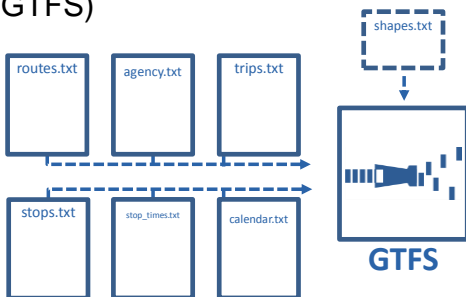 GTFS)
shapes.txt
routes.txt
agency.txt
trips.txt
stops.txt
stop_times.txt
calendar.txt
GTFS